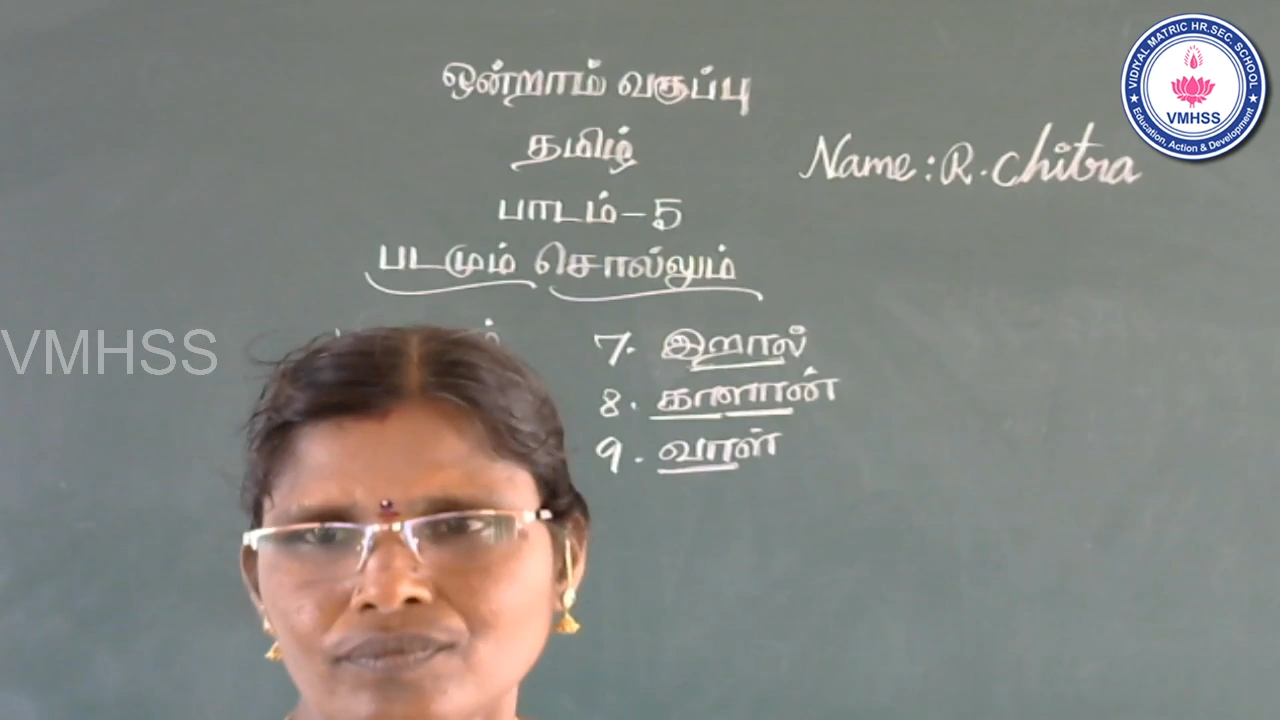 ஒன்றாம் வகுப்பு
தமிழ்
பாடம்-5
படமும் சொல்லும்
7. இறால்
8. காளான்
9. வாள்
Name: R. Chitra
VIDIYAL MATRIC HR.SEC. SCHOOL
VMHSS
Education, Action & Development
VMHSS